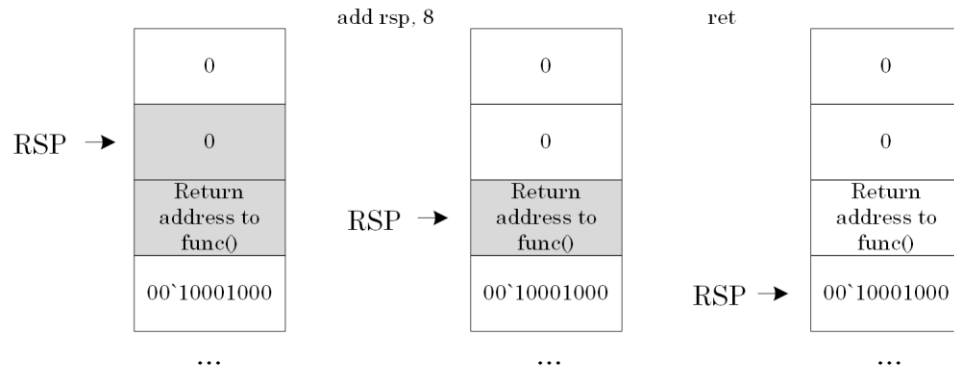 add rsp, 8
ret
0
0
0
RSP
0
0
0
Return
address to
func()
RSP
Return
address to
func()
Return
address to
func()
00`10001000
00`10001000
RSP
00`10001000
...
...
...